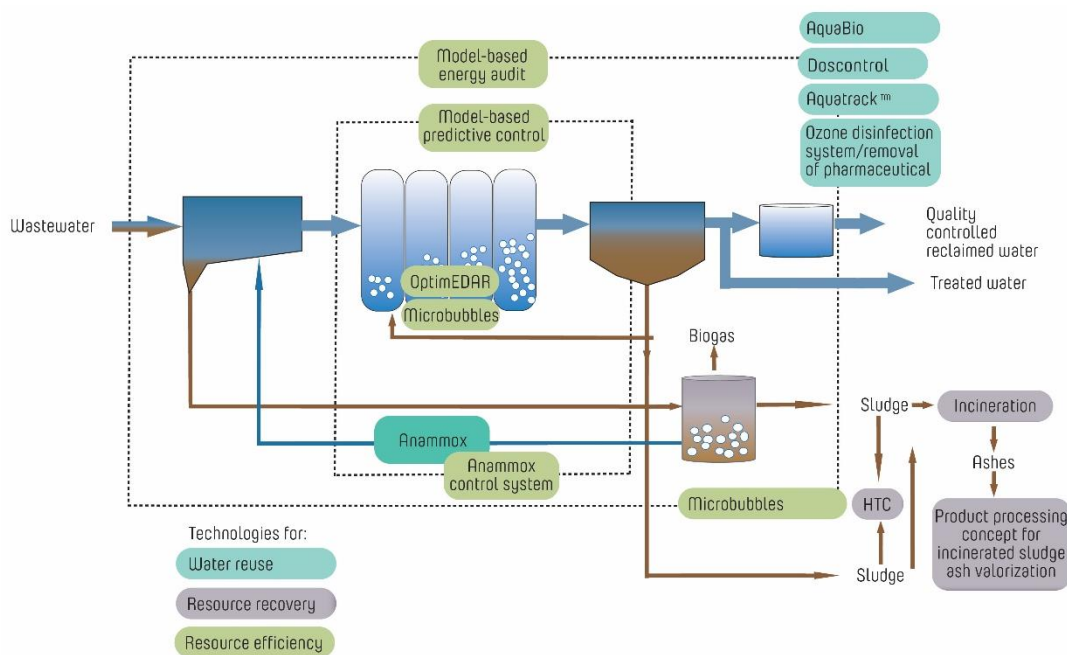 AquaBio
Model-based
energy audit
Doscontrol
Aquatrack™
Model-based
predictive control
Ozone disinfection
system/removal
of pharmaceutical
Wastewater
Quality
controlled
reclaimed water
OptimEDAR
Treated water
Microbubbles
Biogas
Sludge
Incineration
Anammox
Ashes
Anammox
control system
Microbubbles
HTC
Product processing
concept for
incinerated sludge
ash valorization
Sludge
Technologies for:
Water reuse
Resource recovery
Resource efficiency